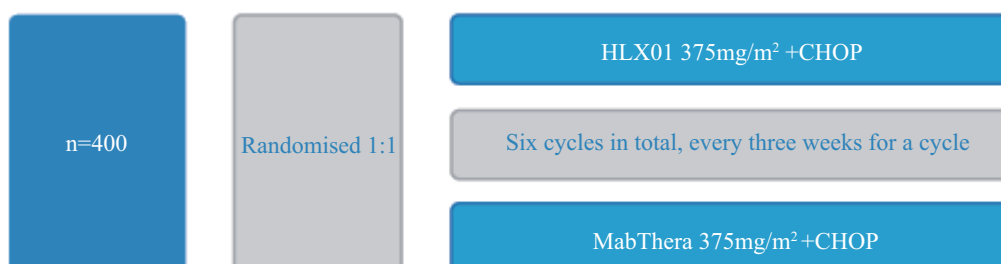 n=400
Randomised 1:1
HLX01 375mg/m² +CHOP
Six cycles in total, every three weeks for a cycle
MabThera 375mg/m² +CHOP